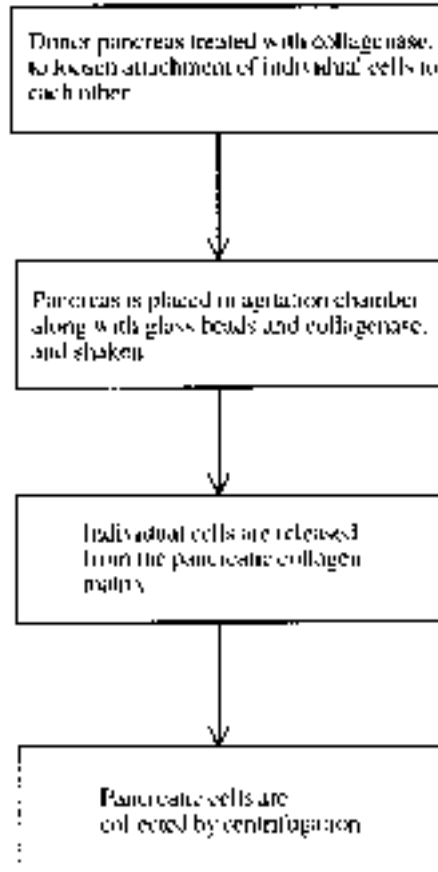 Donor pancreas treated with collagenase,
to loosen attachment of individual cells to
each other
Pancreas is placed in agitation chamber
along with glass beads and collagenase,
and shaken
Individual cells are released
from the pancreatic collagen
matrix
Pancreatic cells are
collected by centrifugation